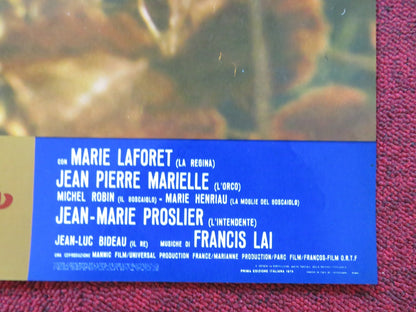 CON MARIE LAFORET (LA REGINA)
JEAN PIERRE MARIELLE (L'ORCO)
MICHEL ROBIN (IL BOSCAIOLO) - MARIE HENRIAU (LA MOGLIE DEL BOSCAIOLO)
JEAN-MARIE PROSLIER (L'INTENDENTE)
JEAN-LUC BIDEAU (IL RE) MUSICHE DI FRANCIS LAI
UNA COPRODUZIONE MANNIC FILM/UNIVERSAL PRODUCTION FRANCE/MARIANNE PRODUCTION/PARC FILM/FRANCOS-FILM O.R.T.F
PRIMA EDIZIONE ITALIANA 1973